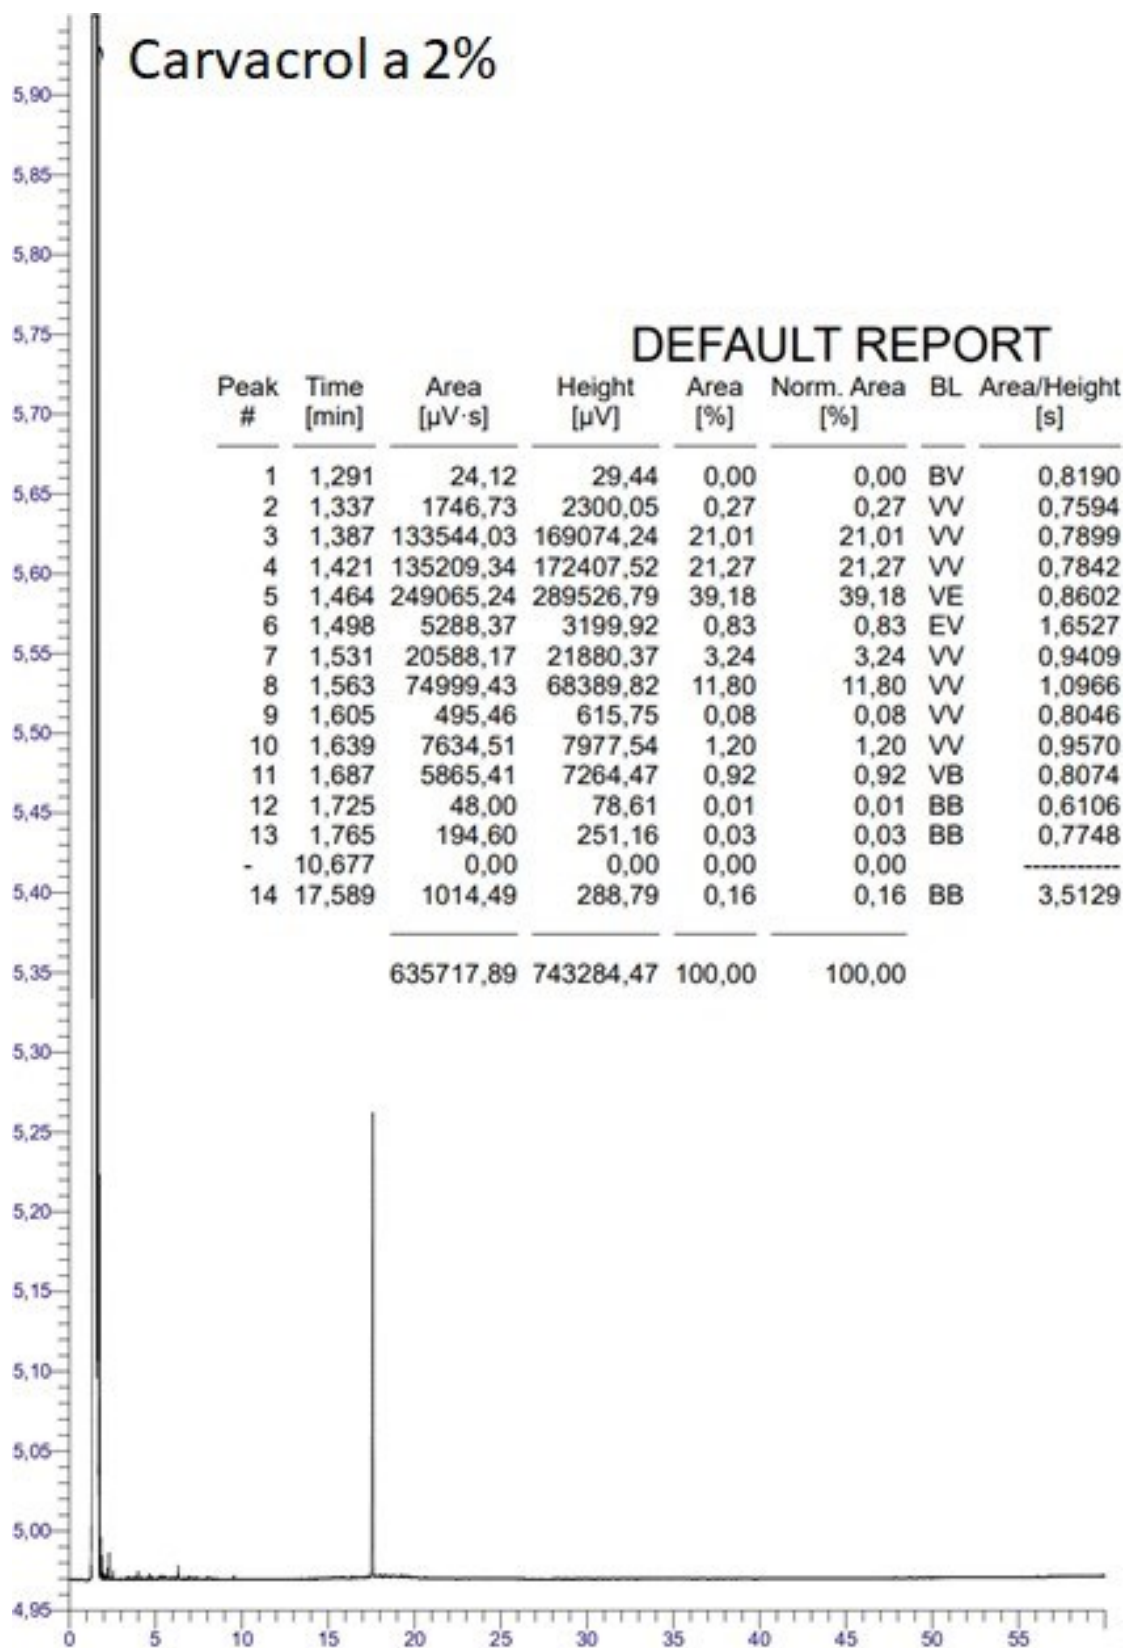 Carvacrol a 2%
5,90
5,85
5,80
5,75
5,70
5,65
5,60
5,55
5,50
5,45
5,40
5,35
5,30
5,25
5,20
5,15
5,10
5,05
5,00
4,95
DEFAULT REPORT
Peak Time Area Height Area Norm. Area BL Area/Height
# [min] [µV·s] [µV] [%] [%] [s]
1 1,291 24,12 29,44 0,00 0,00 BV 0,8190
2 1,337 1746,73 2300,05 0,27 0,27 VV 0,7594
3 1,387 133544,03 169074,24 21,01 21,01 VV 0,7899
4 1,421 135209,34 172407,52 21,27 21,27 VV 0,7842
5 1,464 249065,24 289526,79 39,18 39,18 VE 0,8602
6 1,498 5288,37 3199,92 0,83 0,83 EV 1,6527
7 1,531 20588,17 21880,37 3,24 3,24 VV 0,9409
8 1,563 74999,43 68389,82 11,80 11,80 VV 1,0966
9 1,605 495,46 615,75 0,08 0,08 VV 0,8046
10 1,639 7634,51 7977,54 1,20 1,20 VV 0,9570
11 1,687 5865,41 7264,47 0,92 0,92 VB 0,8074
12 1,725 48,00 78,61 0,01 0,01 BB 0,6106
13 1,765 194,60 251,16 0,03 0,03 BB 0,7748
- 10,677 0,00 0,00 0,00 0,00 -----------
14 17,589 1014,49 288,79 0,16 0,16 BB 3,5129
635717,89 743284,47 100,00 100,00
0 5 10 15 20 25 30 35 40 45 50 55